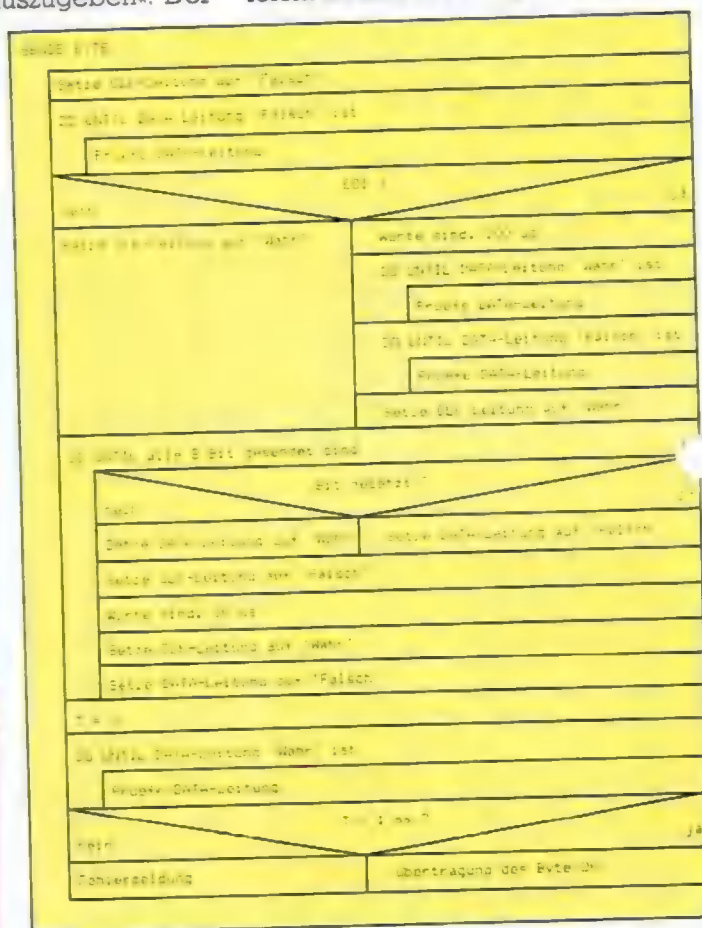 uszugeben«. Der
SENDE BYTE
Setze CLK-Leitung auf 'Falsch'
DO UNTIL DATA-Leitung 'Falsch' ist
Prüfe DATA-Leitung
EOI ?
nein
ja
Setze CLK-Leitung auf 'Wahr'
Warte mind. 200 us
DO UNTIL DATA-Leitung 'Wahr' ist
Prüfe DATA-Leitung
DO UNTIL DATA-Leitung 'Falsch' ist
Prüfe DATA-Leitung
Setze CLK-Leitung auf 'Wahr'
DO UNTIL alle 8 Bit gesendet sind
Bit gesetzt ?
nein
ja
Setze DATA-Leitung auf 'Wahr'
Setze DATA-Leitung auf 'Falsch'
Setze CLK-Leitung auf 'Falsch'
Warte mind. us
Setze CLK-Leitung auf 'Wahr'
Setze DATA-Leitung auf 'Falsch'
DO UNTIL DATA-Leitung 'Wahr' ist
Prüfe DATA-Leitung
nein
ja
Fehlermeldung
Übertragung des Byte